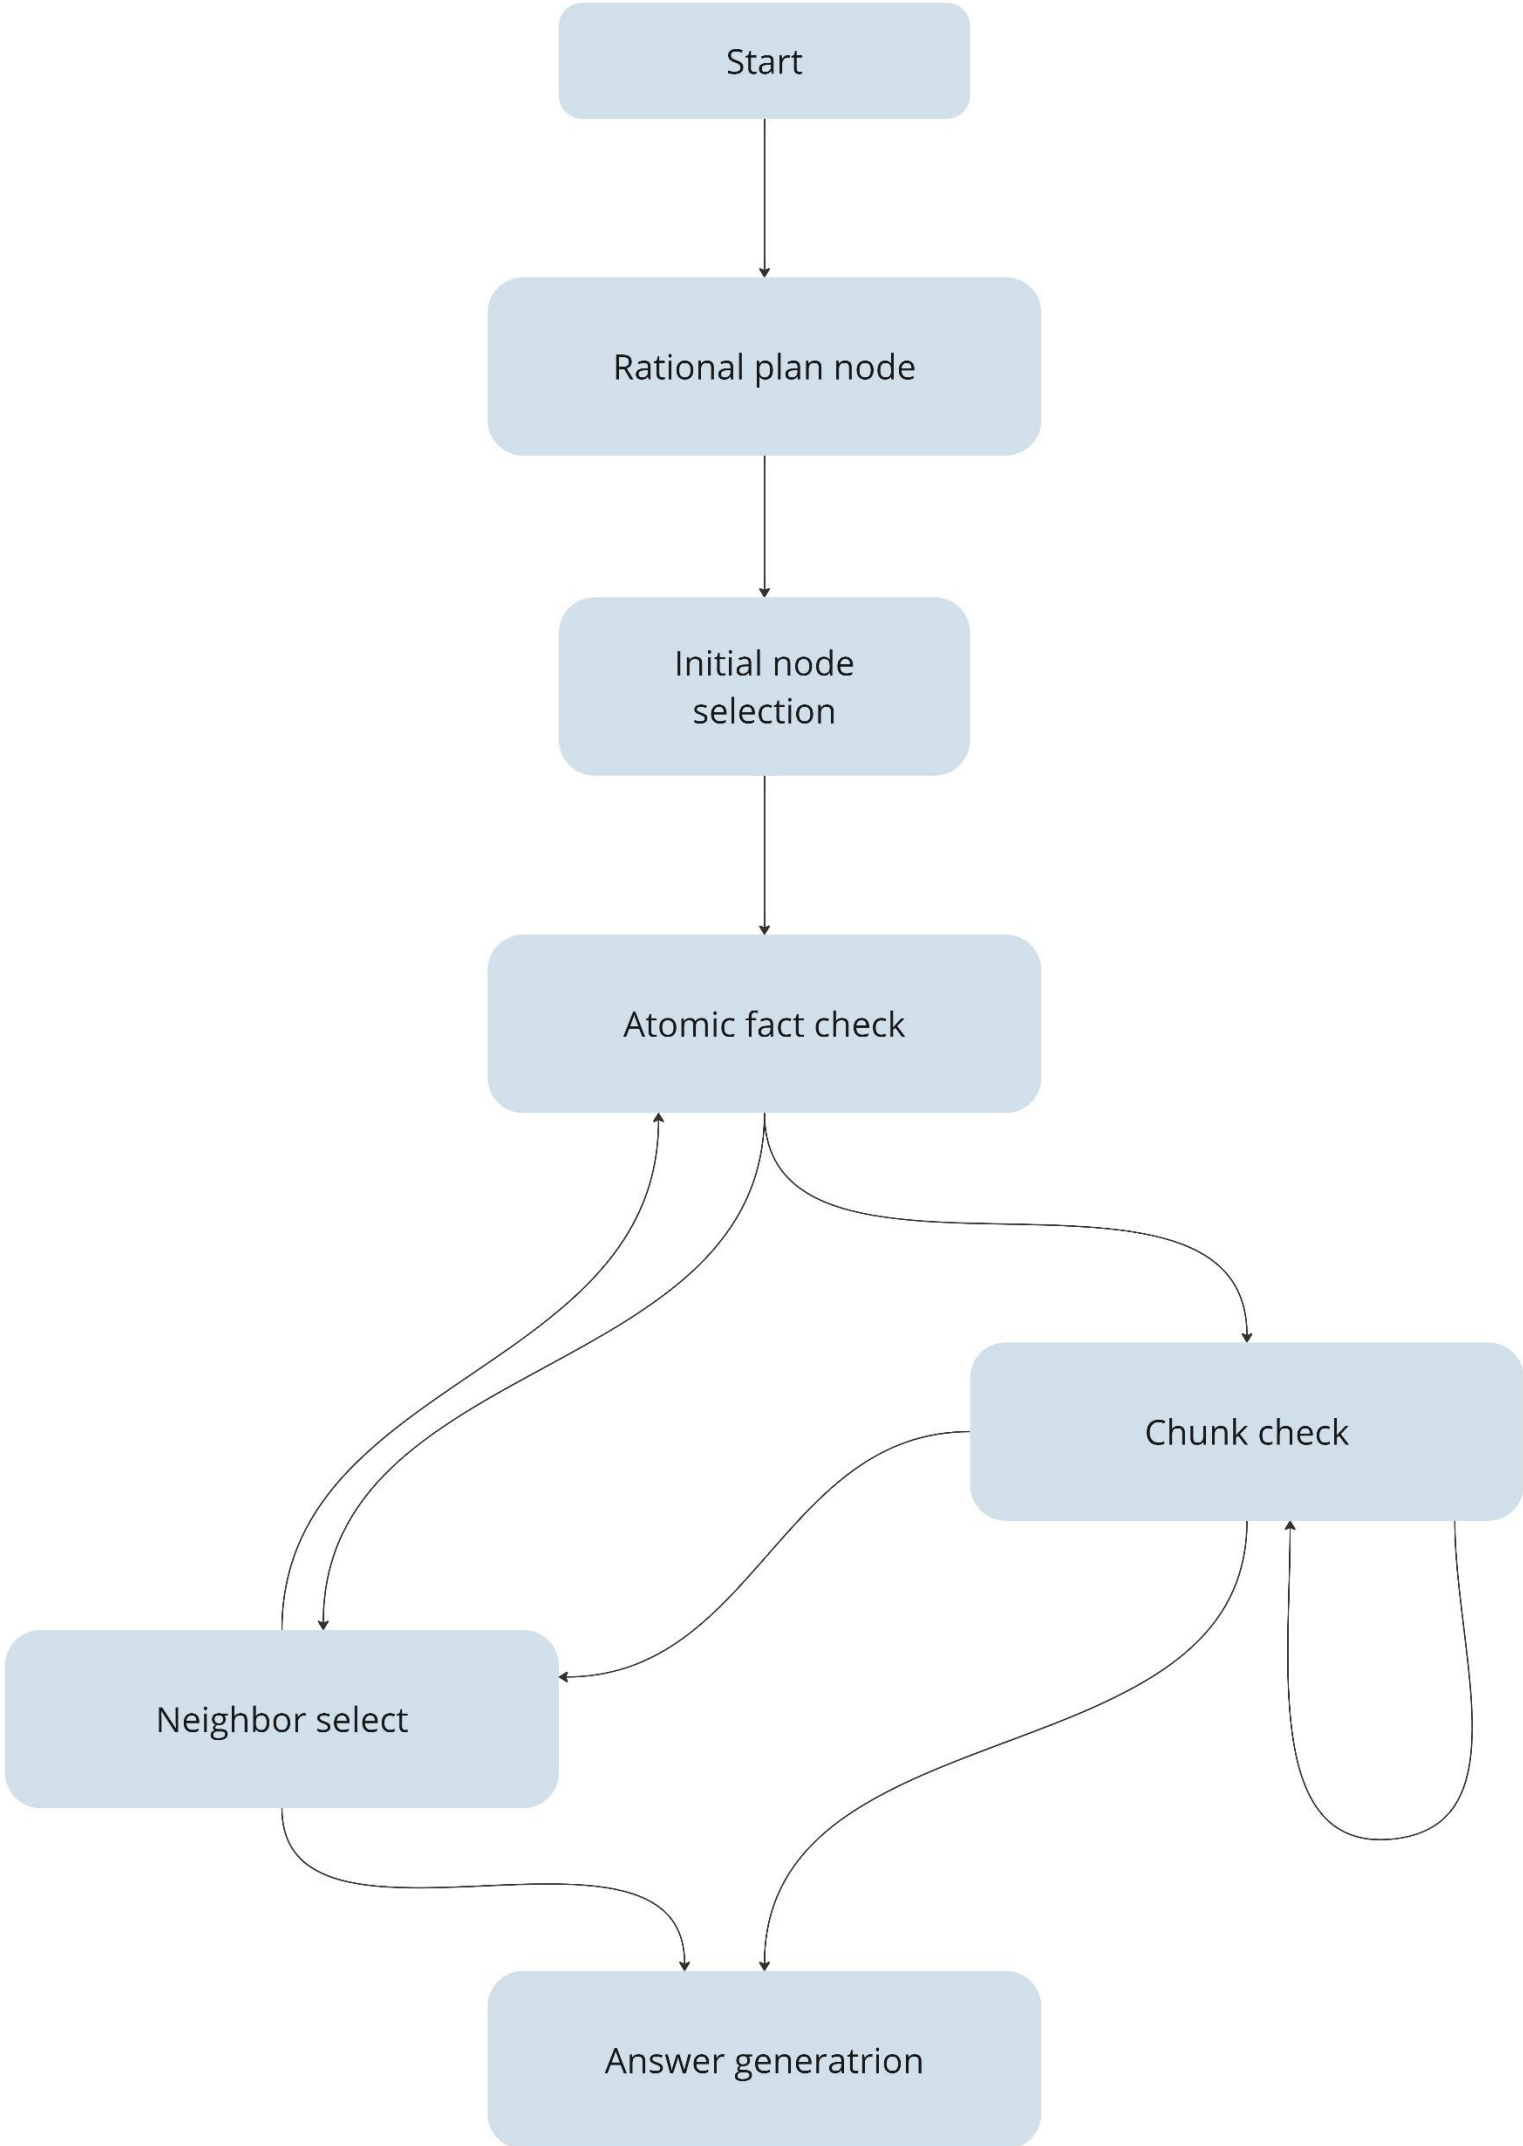 Start
Rational plan node
Initial node
selection
Atomic fact check
Chunk check
Neighbor select
Answer generatrion